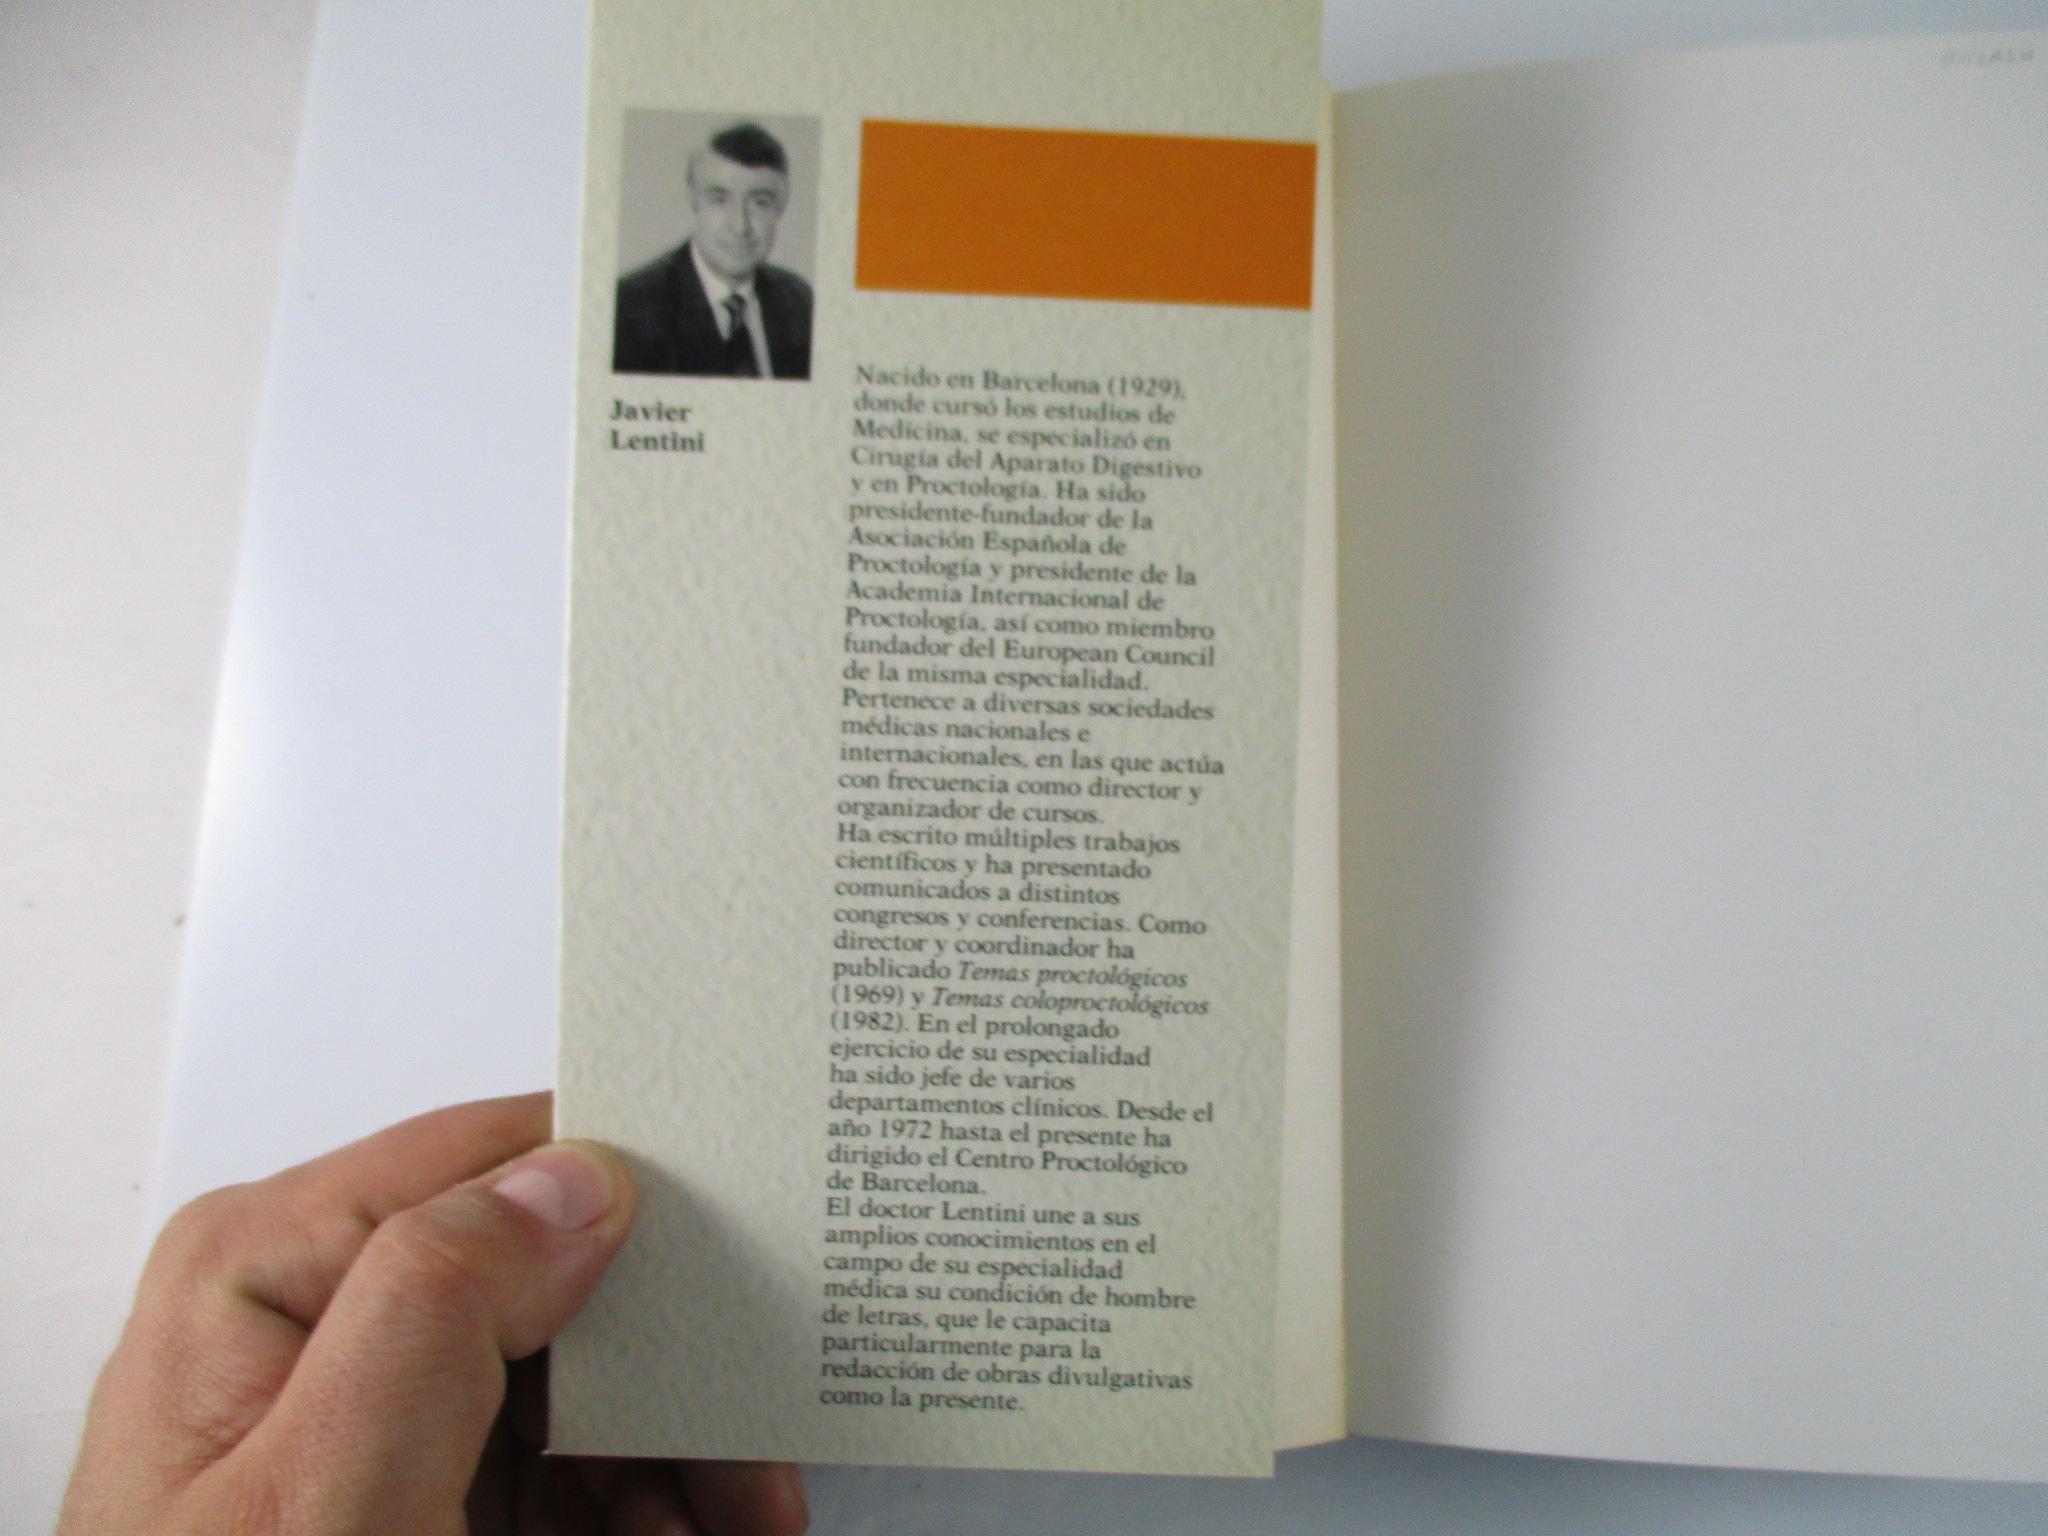 Javier
Lentini
Nacido en Barcelona (1929),
donde cursó los estudios de
Medicina, se especializó en
Cirugía del Aparato Digestivo
y en Proctología. Ha sido
presidente-fundador de la
Asociación Española de
Proctología y presidente de la
Academia Internacional de
Proctología, así como miembro
fundador del European Council
de la misma especialidad.
Pertenece a diversas sociedades
médicas nacionales e
internacionales, en las que actúa
con frecuencia como director y
organizador de cursos.
Ha escrito múltiples trabajos
científicos y ha presentado
comunicados a distintos
congresos y conferencias. Como
director y coordinador ha
publicado Temas proctológicos
(1969) y Temas coloproctológicos
(1982). En el prolongado
ejercicio de su especialidad
ha sido jefe de varios
departamentos clínicos. Desde el
año 1972 hasta el presente ha
dirigido el Centro Proctológico
de Barcelona.
El doctor Lentini une a sus
amplios conocimientos en el
campo de su especialidad
médica su condición de hombre
de letras, que le capacita
particularmente para la
redacción de obras divulgativas
como la presente.